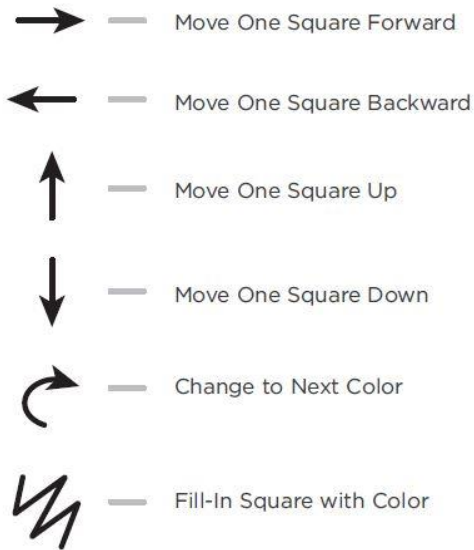 Move One Square Forward
Move One Square Backward
Move One Square Up
Move One Square Down
Change to Next Color
Fill-In Square with Color